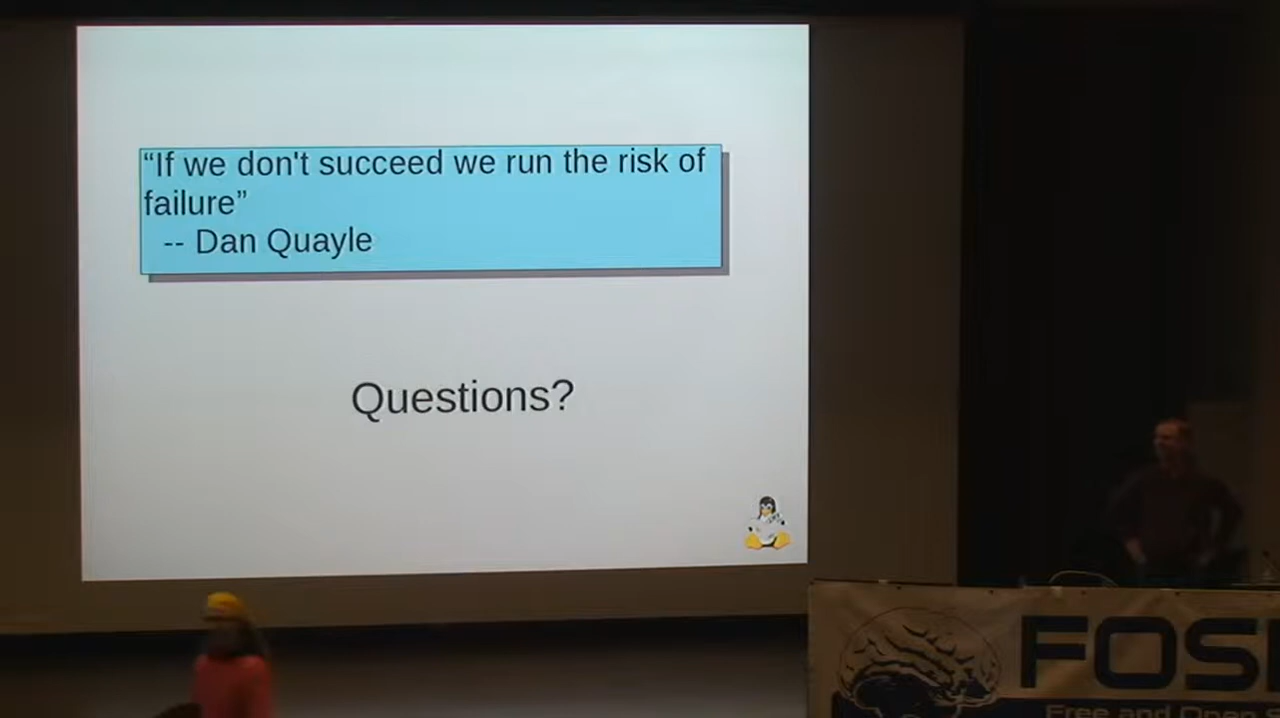 “If we don't succeed we run the risk of
failure”
-- Dan Quayle
Questions?
FOS
Free and Open